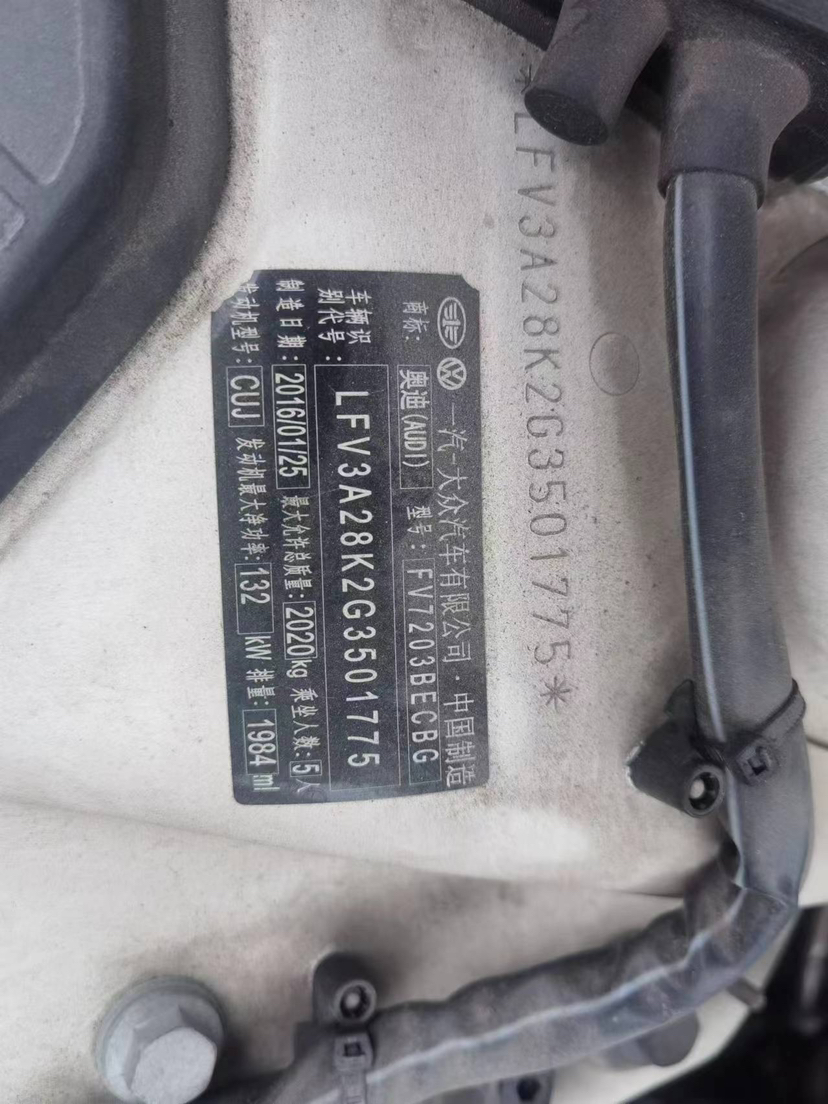 *LFV3A28K2G3501775*
一汽-大众汽车有限公司·中国制造
商标: 奥迪(AUDI) 型号: FV7203BECBG
车辆识别代号: LFV3A28K2G3501775
制造日期: 2016/01/25 最大允许总质量: 2020kg 乘坐人数: 5人
发动机型号: CUJ 发动机最大净功率: 132 kW 排量: 1984 ml